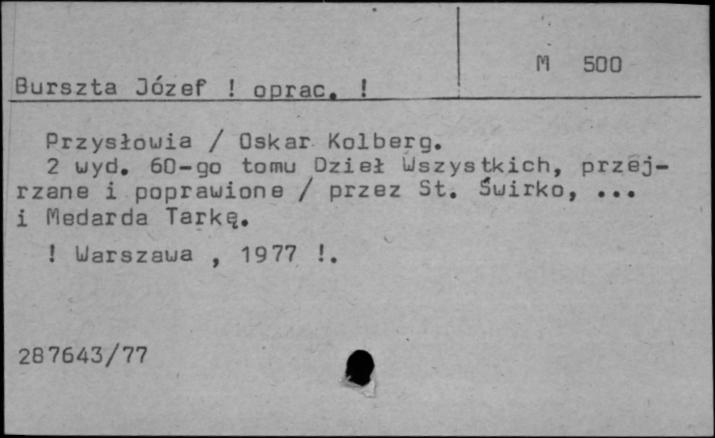 M 500
Burszta Józef ! oprac. !
Przysłowia / Oskar Kolberg.
2 wyd. 60-go tomu Dzieł Wszystkich, przej-
rzane i poprawione / przez St. Świrko, ...
i Medarda Tarkę.
! Warszawa , 1977 !.
287643/77